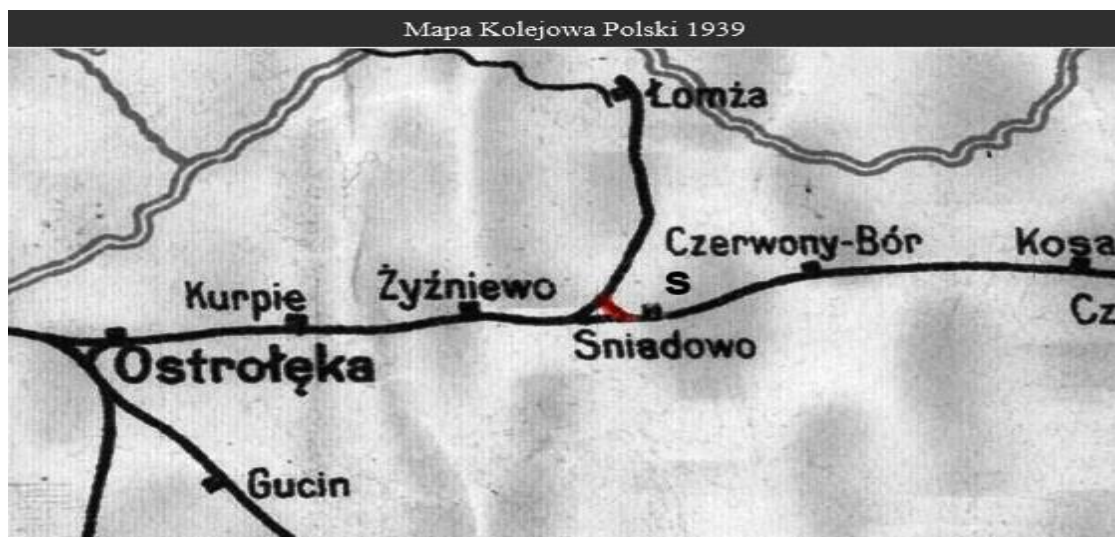 Mapa Kolejowa Polski 1939
Łomża
Czerwony-Bór
Kosa
S
Żyźniewo
Kurpie
Cz
Sniadowo
Ostrołęka
Gucin